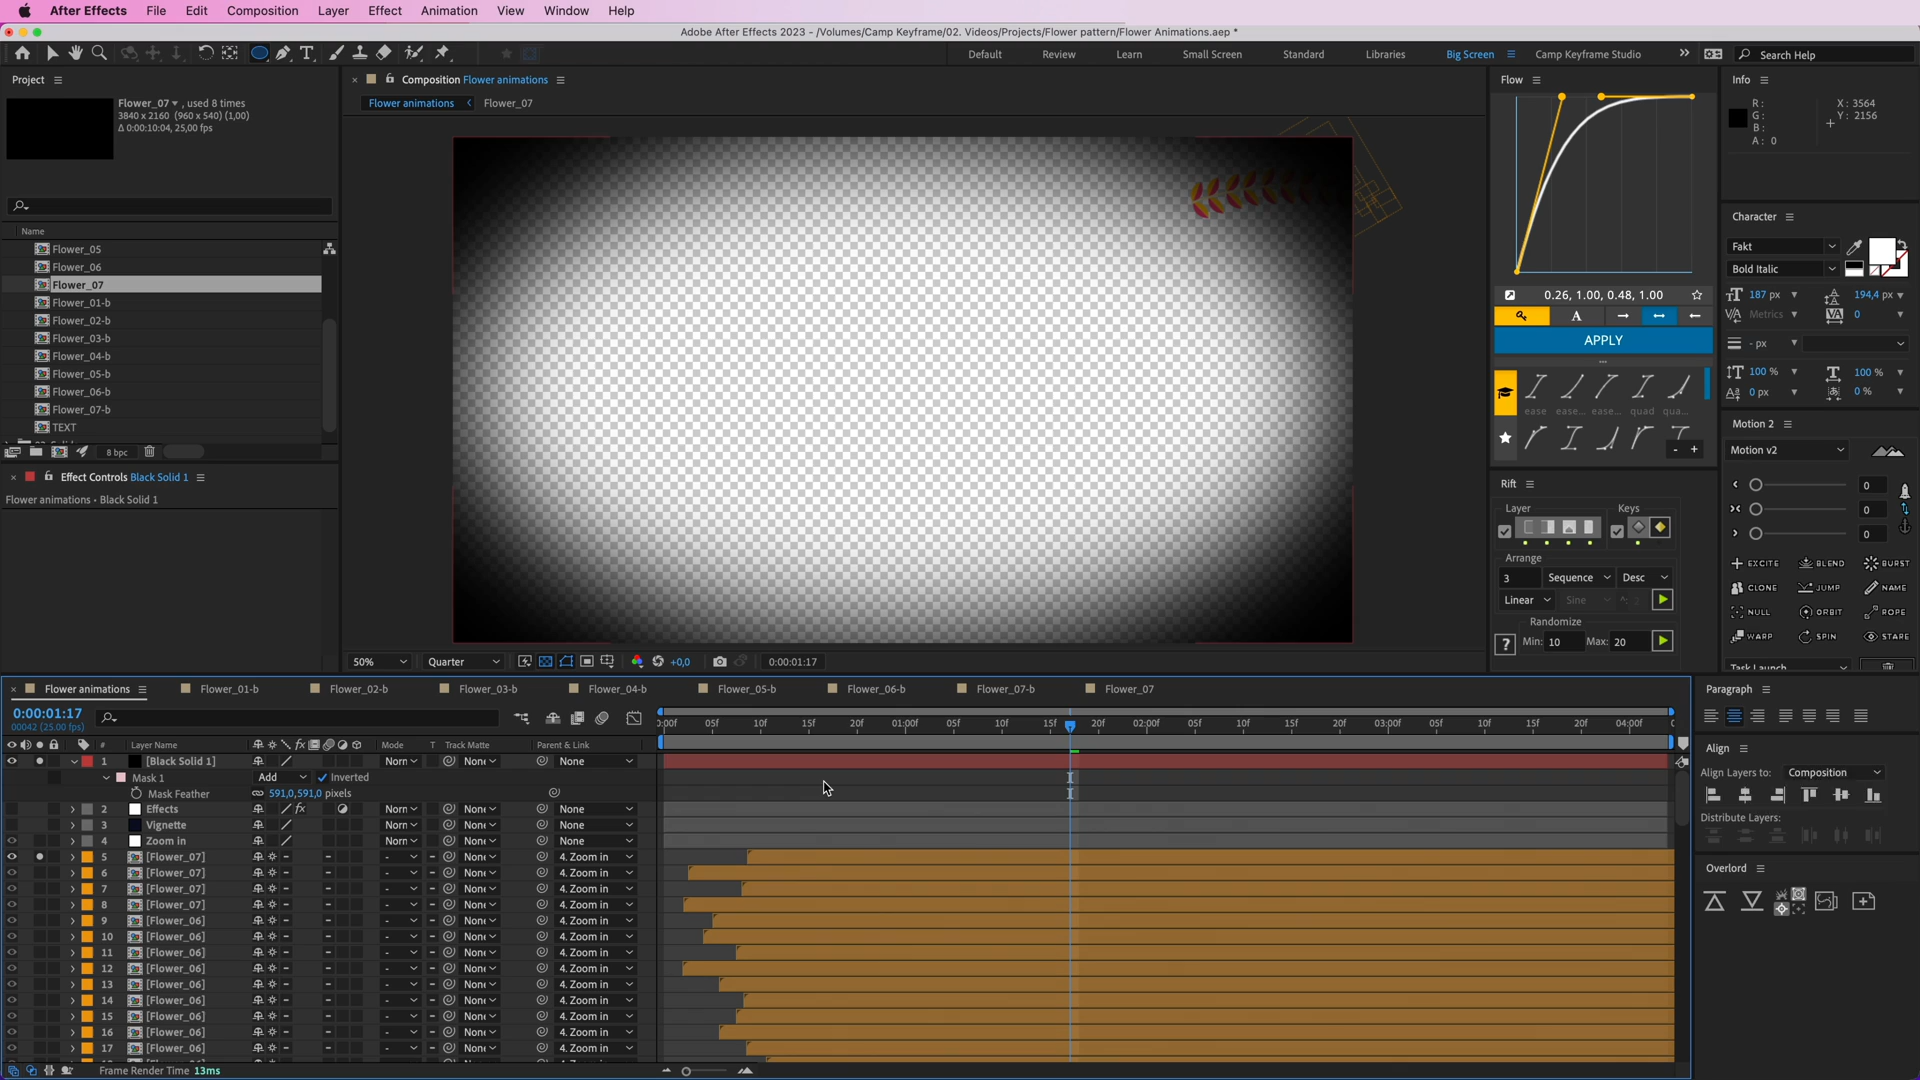 After Effects File Edit Composition Layer Effect Animation View Window Help
Adobe After Effects 2023 - /Volumes/Camp Keyframe/02. Videos/Projects/Flower pattern/Flower Animations.aep *
Default Review Learn Small Screen Standard Libraries Big Screen Camp Keyframe Studio Search Help
Project
Flower_07 , used 8 times
3840 x 2160 (960 x 540) (1,00)
Δ 0:00:10:04, 25,00 fps
Name
Flower_05
Flower_06
Flower_07
Flower_01-b
Flower_02-b
Flower_03-b
Flower_04-b
Flower_05-b
Flower_06-b
Flower_07-b
TEXT
8 bpc
Effect Controls Black Solid 1
Flower animations • Black Solid 1
Composition Flower animations
Flower animations Flower_07
50% Quarter +0,0 0:00:01:17
Flow
0.26, 1.00, 0.48, 1.00
A
APPLY
ease ease... ease... quad qua...
- +
Rift
Layer Keys
Arrange
3 Sequence Desc
Linear Sine
Randomize
? Min: 10 Max: 20
Info
R: X: 3564
G: Y: 2156
B:
A: 0
Character
Fakt
Bold Italic
187 px 194,4 px
Metrics 0
- px
100 % 100 %
0 px 0 %
Motion 2
Motion v2
0
0
0
EXCITE BLEND BURST
CLONE JUMP NAME
NULL ORBIT ROPE
WARP SPIN STARE
Task Launch
Paragraph
Align
Align Layers to: Composition
Distribute Layers:
Overlord
Flower animations Flower_01-b Flower_02-b Flower_03-b Flower_04-b Flower_05-b Flower_06-b Flower_07-b Flower_07
0:00:01:17
00042 (25.00 fps)
0:00f 05f 10f 15f 20f 01:00f 05f 10f 15f 20f 02:00f 05f 10f 15f 20f 03:00f 05f 10f 15f 20f 04:00f
# Layer Name Mode T Track Matte Parent & Link
1 [Black Solid 1] Norn None
Mask 1 Add Inverted
Mask Feather 591,0,591,0 pixels
2 Effects Norn None
3 Vignette Norn None
4 Zoom in Norn None
5 [Flower_07] - None 4. Zoom in
6 [Flower_07] - None 4. Zoom in
7 [Flower_07] - None 4. Zoom in
8 [Flower_07] - None 4. Zoom in
9 [Flower_06] - None 4. Zoom in
10 [Flower_06] - None 4. Zoom in
11 [Flower_06] - None 4. Zoom in
12 [Flower_06] - None 4. Zoom in
13 [Flower_06] - None 4. Zoom in
14 [Flower_06] - None 4. Zoom in
15 [Flower_06] - None 4. Zoom in
16 [Flower_06] - None 4. Zoom in
17 [Flower_06] - None 4. Zoom in
Frame Render Time 13ms